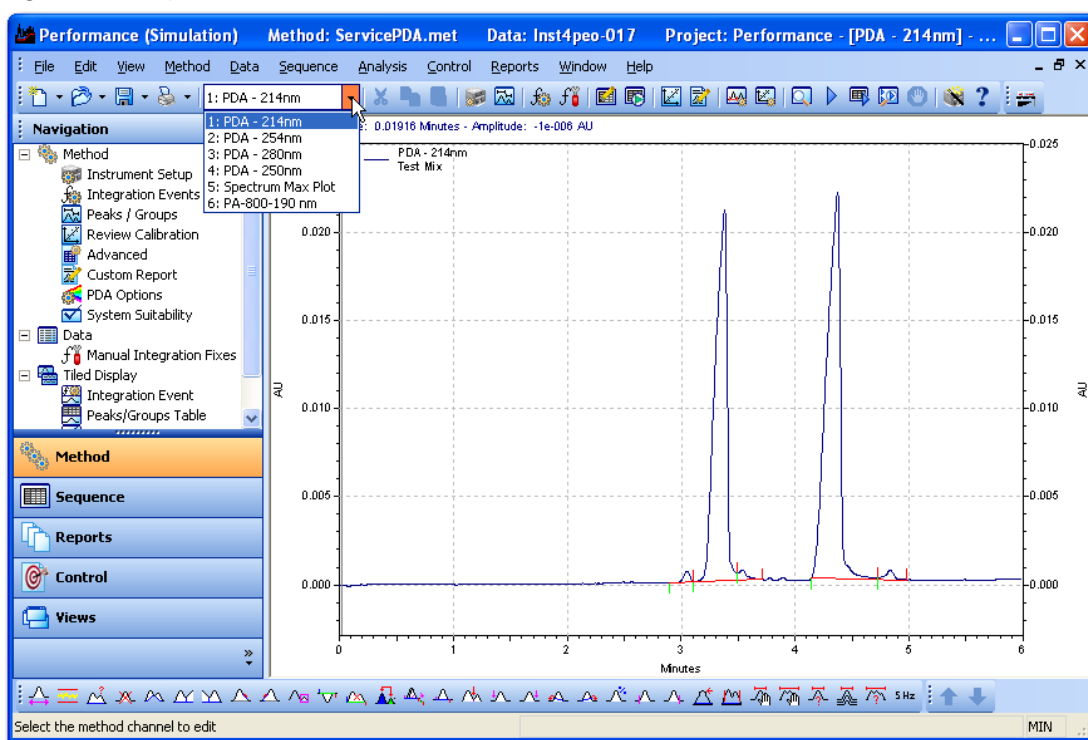 Performance (Simulation) Method: ServicePDA.met Data: Inst4peo-017 Project: Performance - [PDA - 214nm] - ...
File Edit View Method Data Sequence Analysis Control Reports Window Help
1: PDA - 214nm
1: PDA - 214nm
2: PDA - 254nm
3: PDA - 280nm
4: PDA - 250nm
5: Spectrum Max Plot
6: PA-800-190 nm
Navigation
Method
Instrument Setup
Integration Events
Peaks / Groups
Review Calibration
Advanced
Custom Report
PDA Options
System Suitability
Data
Manual Integration Fixes
Tiled Display
Integration Event
Peaks/Groups Table
Method
Sequence
Reports
Control
Views
0.01916 Minutes - Amplitude: -1e-006 AU
PDA - 214nm
Test Mix
0.020
0.015
0.010
0.005
0.000
AU
0.025
0.020
0.015
0.010
0.005
0.000
AU
0 1 2 3 4 5 6
Minutes
5 Hz
Select the method channel to edit
MIN